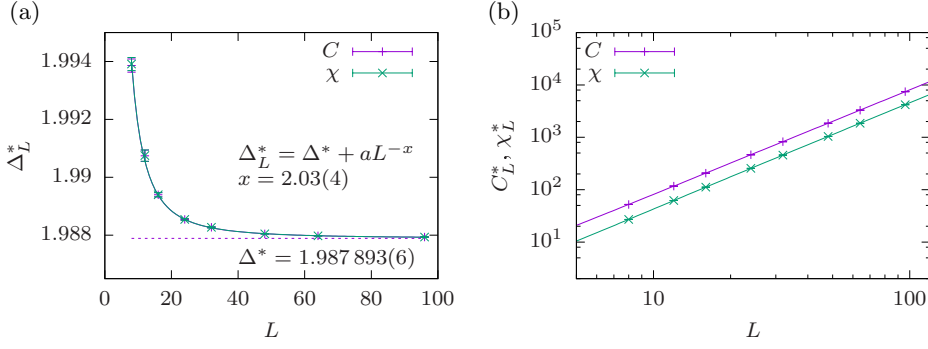 (a)
1.994
1.992
1.99
1.988
0 20 40 60 80 100
Δ*_L
L
C
χ
Δ*_L = Δ* + aL^{−x}
x = 2.03(4)
Δ* = 1.987 893(6)
(b)
10^5
10^4
10^3
10^2
10^1
10 100
C*_L, χ*_L
L
C
χ